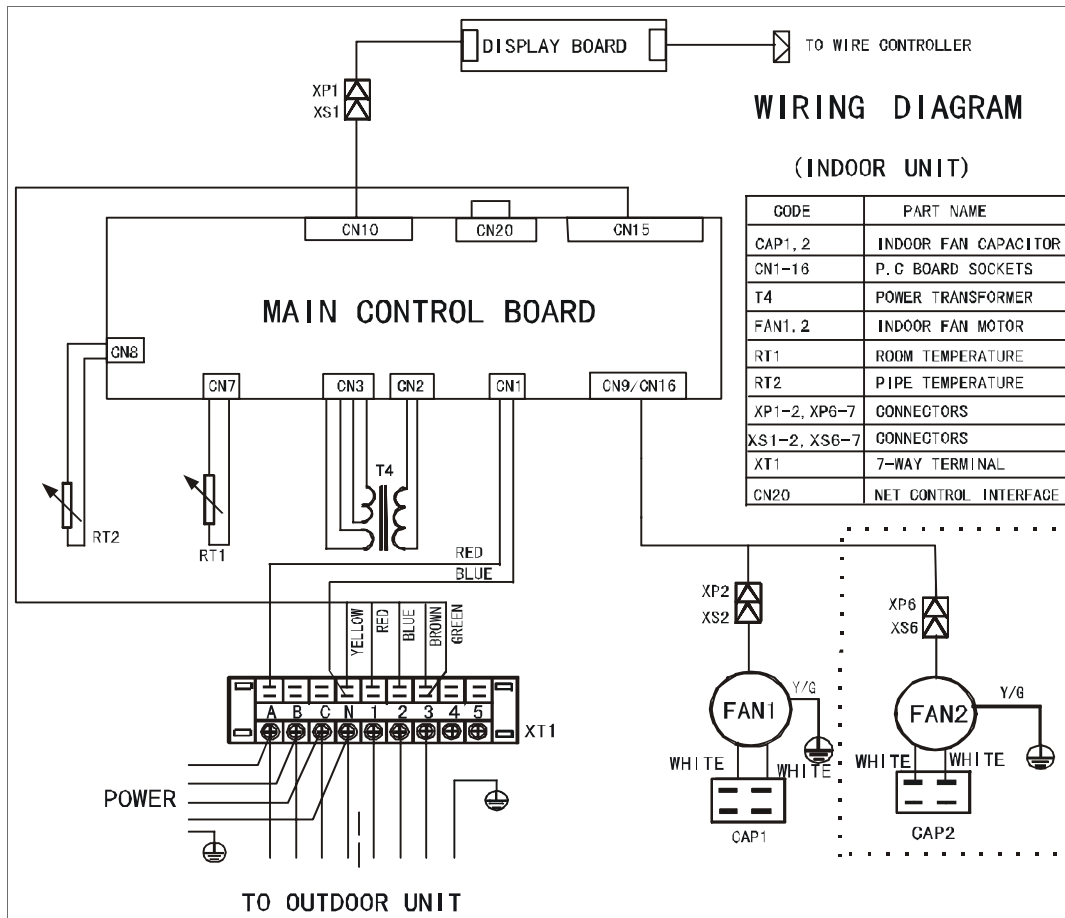 DISPLAY BOARD
TO WIRE CONTROLLER
XP1
XS1
WIRING DIAGRAM
(INDOOR UNIT)
CODE PART NAME
CAP1, 2 INDOOR FAN CAPACITOR
CN1-16 P.C BOARD SOCKETS
T4 POWER TRANSFORMER
FAN1, 2 INDOOR FAN MOTOR
RT1 ROOM TEMPERATURE
RT2 PIPE TEMPERATURE
XP1-2, XP6-7 CONNECTORS
XS1-2, XS6-7 CONNECTORS
XT1 7-WAY TERMINAL
CN20 NET CONTROL INTERFACE
CN10 CN20 CN15
MAIN CONTROL BOARD
CN8
CN7 CN3 CN2 CN1 CN9/CN16
T4
RT2
RT1
RED
BLUE
YELLOW
RED
BLUE
BROWN
GREEN
A B C N 1 2 3 4 5
XT1
POWER
TO OUTDOOR UNIT
XP2
XS2
XP6
XS6
FAN1
Y/G
FAN2
Y/G
WHITE WHITE
WHITE WHITE
CAP1
CAP2